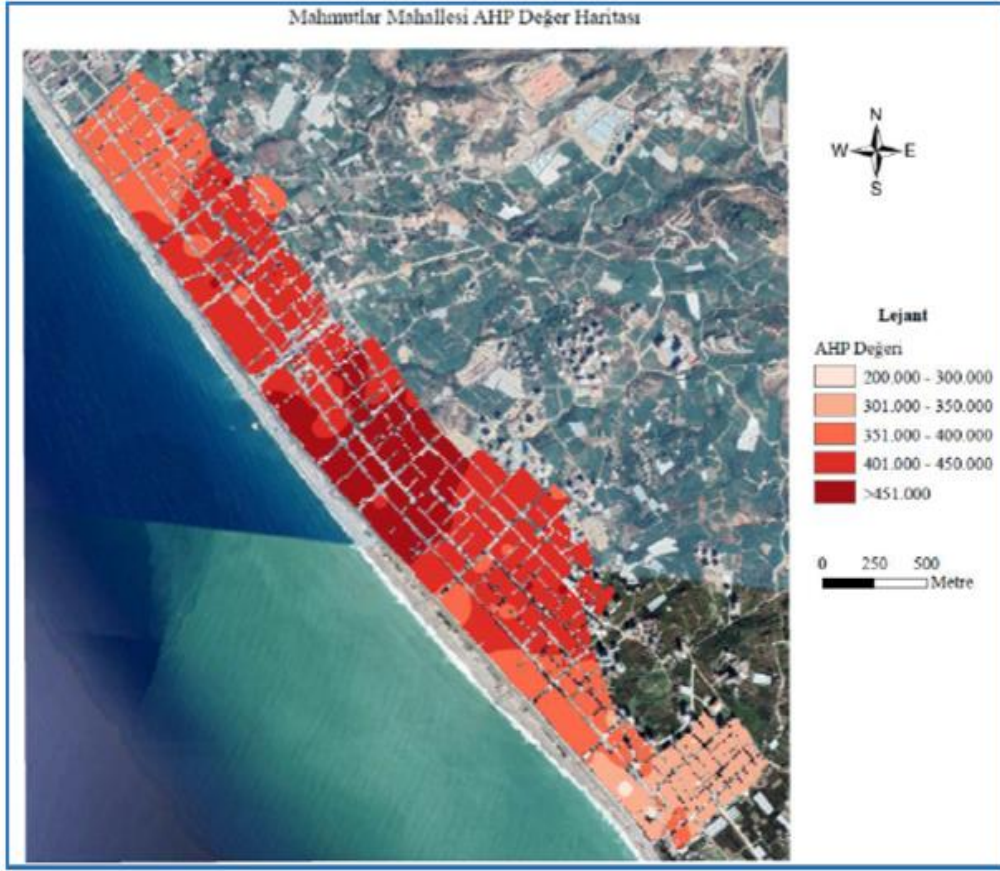 Mahmutlar Mahallesi AHP Değer Haritası
N
W E
S
Lejant
AHP Değeri
200.000 - 300.000
301.000 - 350.000
351.000 - 400.000
401.000 - 450.000
>451.000
0 250 500
Metre